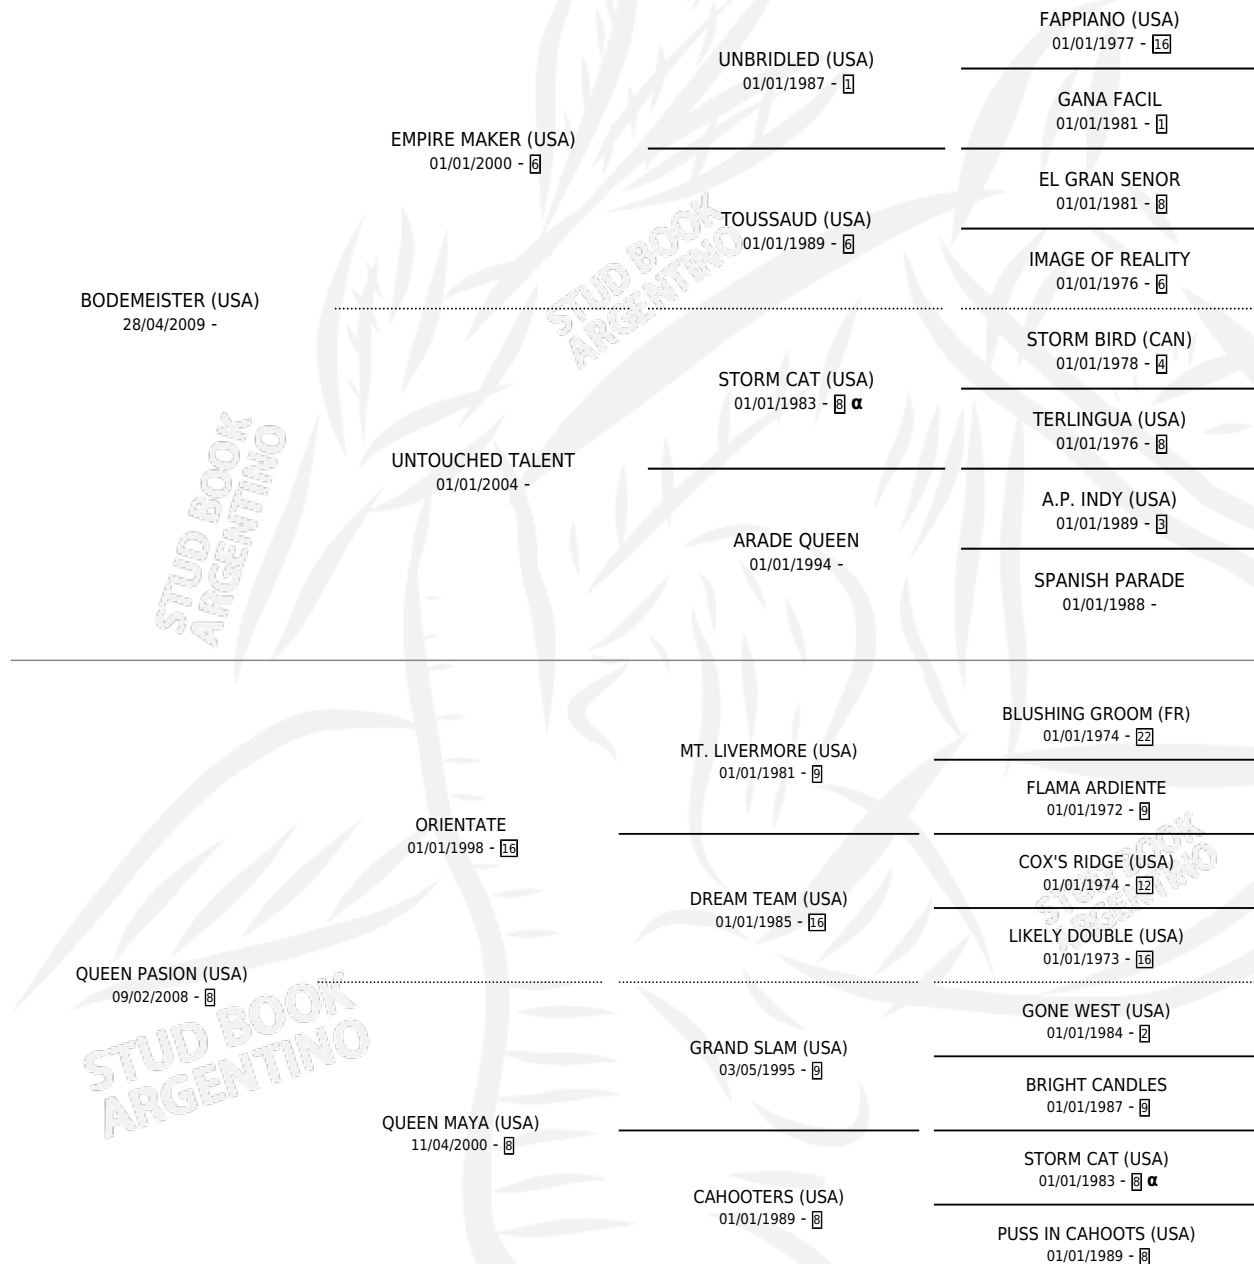 FAPPIANO (USA)
01/01/1977 - 16
UNBRIDLED (USA)
01/01/1987 - 1
GANA FACIL
01/01/1981 - 1
EMPIRE MAKER (USA)
01/01/2000 - 6
EL GRAN SENOR
01/01/1981 - 8
TOUSSAUD (USA)
01/01/1989 - 6
IMAGE OF REALITY
01/01/1976 - 6
BODEMEISTER (USA)
28/04/2009 -
STORM BIRD (CAN)
01/01/1978 - 4
STORM CAT (USA)
01/01/1983 - 8 α
TERLINGUA (USA)
01/01/1976 - 8
UNTOUCHED TALENT
01/01/2004 -
A.P. INDY (USA)
01/01/1989 - 3
ARADE QUEEN
01/01/1994 -
SPANISH PARADE
01/01/1988 -
BLUSHING GROOM (FR)
01/01/1974 - 22
MT. LIVERMORE (USA)
01/01/1981 - 9
FLAMA ARDIENTE
01/01/1972 - 9
ORIENTATE
01/01/1998 - 16
COX'S RIDGE (USA)
01/01/1974 - 12
DREAM TEAM (USA)
01/01/1985 - 16
LIKELY DOUBLE (USA)
01/01/1973 - 16
QUEEN PASION (USA)
09/02/2008 - 8
GONE WEST (USA)
01/01/1984 - 2
GRAND SLAM (USA)
03/05/1995 - 9
BRIGHT CANDLES
01/01/1987 - 9
QUEEN MAYA (USA)
11/04/2000 - 8
STORM CAT (USA)
01/01/1983 - 8 α
CAHOOTERS (USA)
01/01/1989 - 8
PUSS IN CAHOOTS (USA)
01/01/1989 - 8
STUD BOOK
ARGENTINO
STUD BOOK
ARGENTINO
STUD BOOK
ARGENTINO
STUD BOOK
ARGENTINO